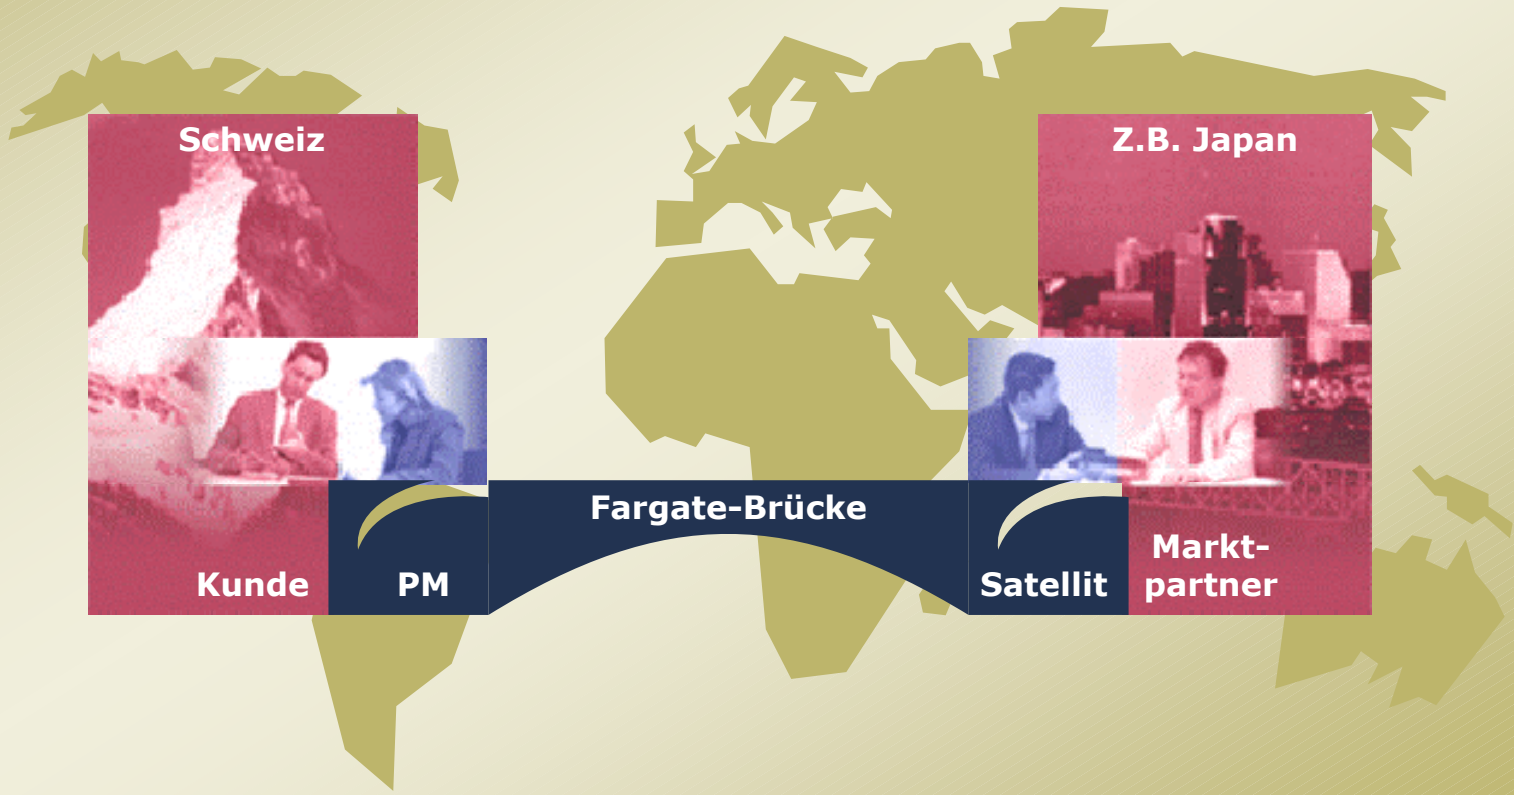 Schweiz
Z.B. Japan
Fargate-Brücke
Kunde
PM
Satellit
Markt-
partner